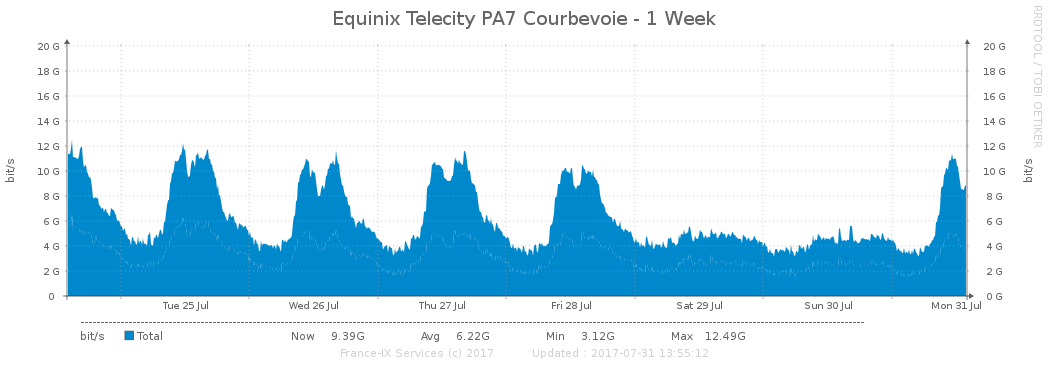 Equinix Telecity PA7 Courbevoie - 1 Week
RRDTOOL / TOBI OETIKER
bit/s
bit/s
20 G 20 G
18 G 18 G
16 G 16 G
14 G 14 G
12 G 12 G
10 G 10 G
8 G 8 G
6 G 6 G
4 G 4 G
2 G 2 G
0 0 G
Tue 25 Jul Wed 26 Jul Thu 27 Jul Fri 28 Jul Sat 29 Jul Sun 30 Jul Mon 31 Jul
bit/s Total Now 9.39G Avg 6.22G Min 3.12G Max 12.49G
France-IX Services (c) 2017 Updated : 2017-07-31 13:55:12